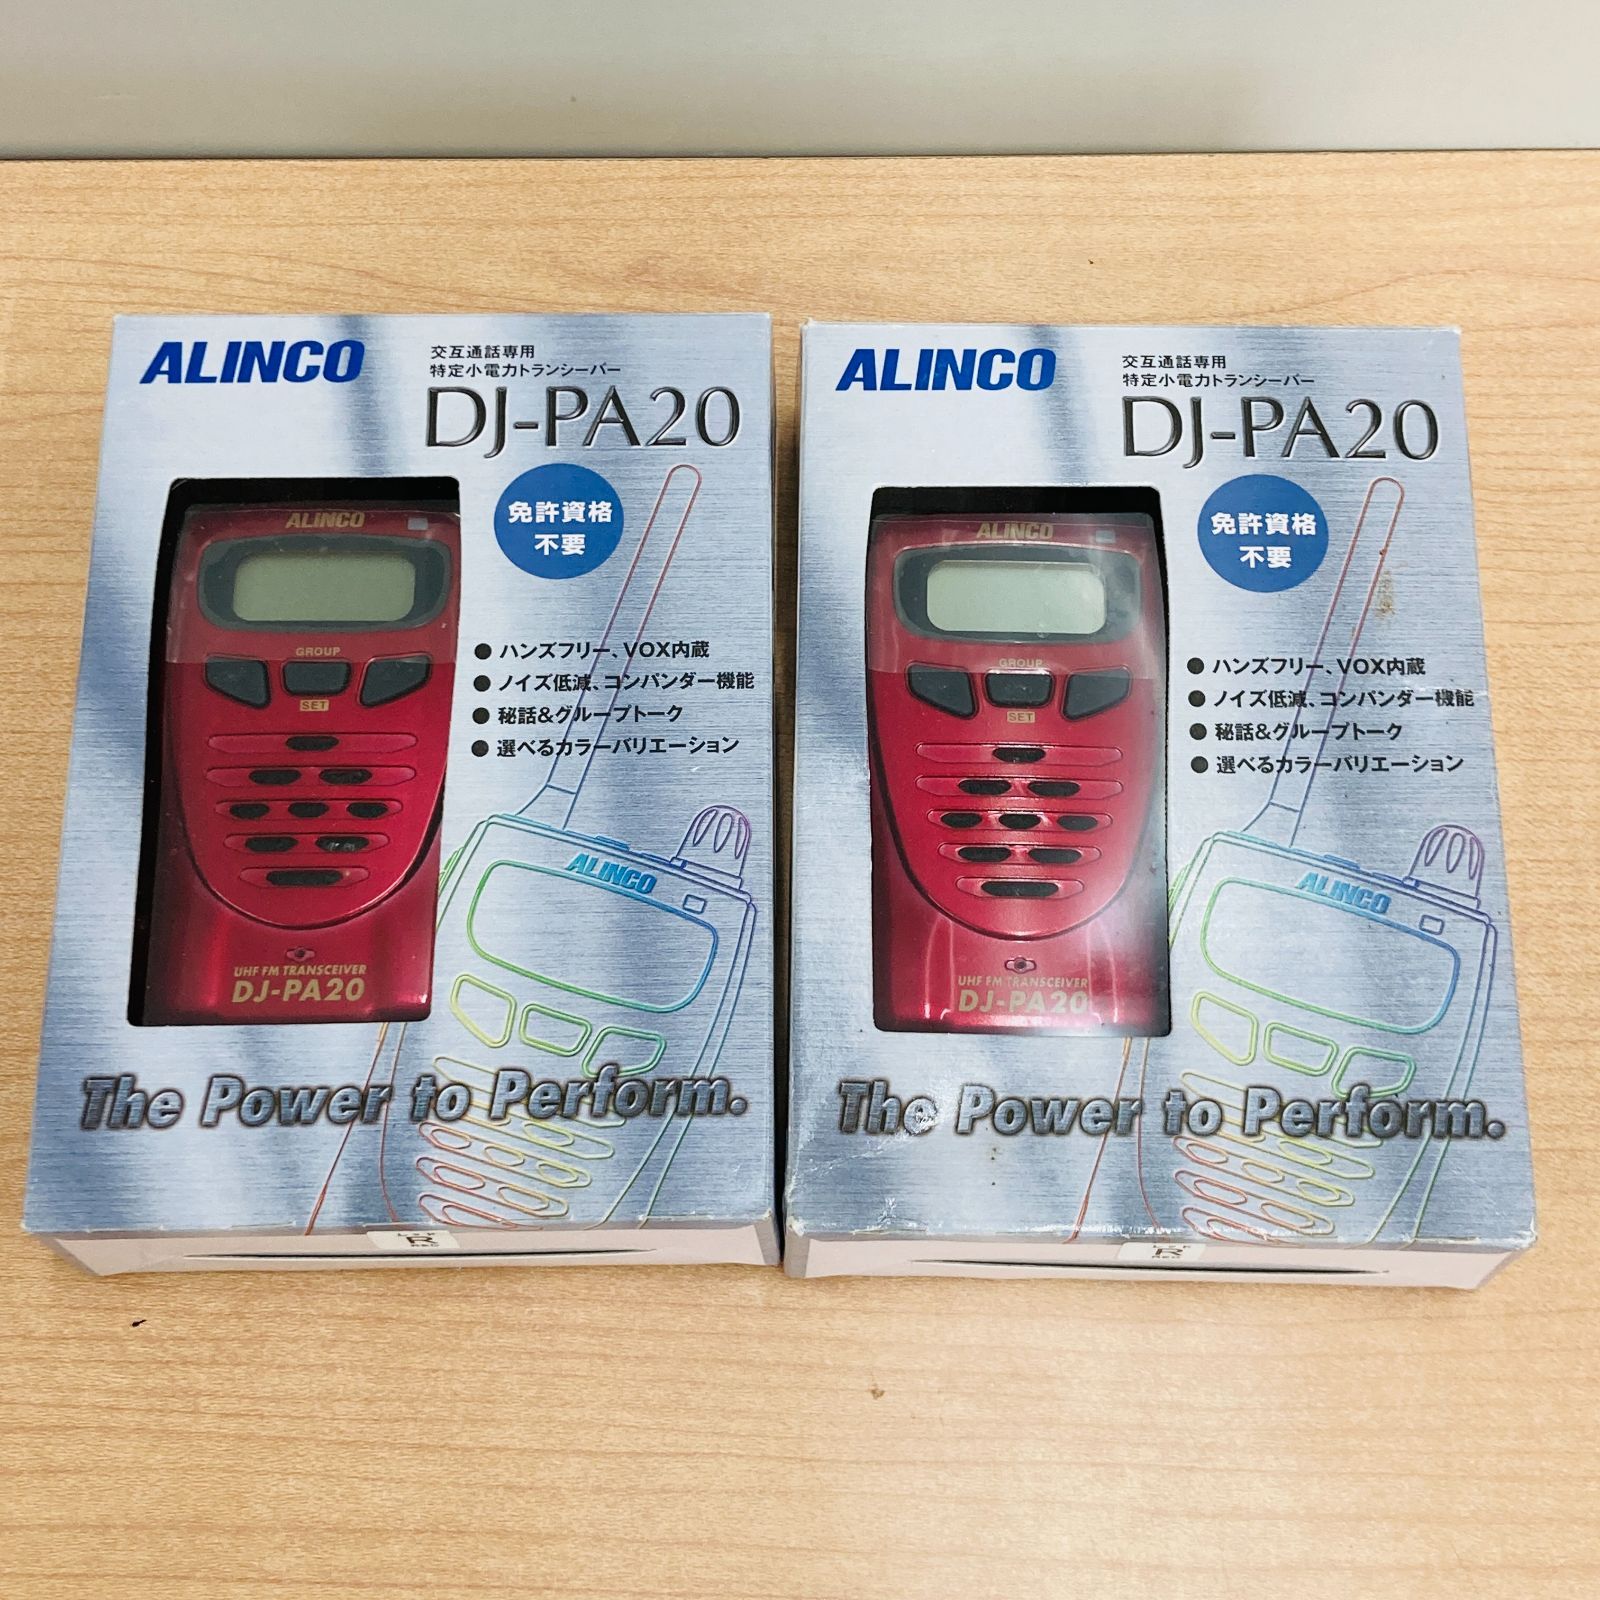 ALINCO
交互通話専用
特定小電力トランシーバー
DJ-PA20
免許資格
不要
ALINCO
GROUP
SET
UHF FM TRANSCEIVER
DJ-PA20
● ハンズフリー、VOX内蔵
● ノイズ低減、コンパンダー機能
● 秘話&グループトーク
● 選べるカラーバリエーション
ALINCO
The Power to Perform.
ALINCO
交互通話専用
特定小電力トランシーバー
DJ-PA20
免許資格
不要
ALINCO
GROUP
SET
UHF FM TRANSCEIVER
DJ-PA20
● ハンズフリー、VOX内蔵
● ノイズ低減、コンパンダー機能
● 秘話&グループトーク
● 選べるカラーバリエーション
ALINCO
The Power to Perform.